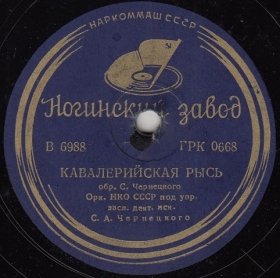 НАРКОММАШ СССР
Ногинский завод
В 6988 ГРК 0668
КАВАЛЕРИЙСКАЯ РЫСЬ
обр. С. Чернецкого
Орк. НКО СССР под упр.
засл. деят. иск.
С. А. Чернецкого